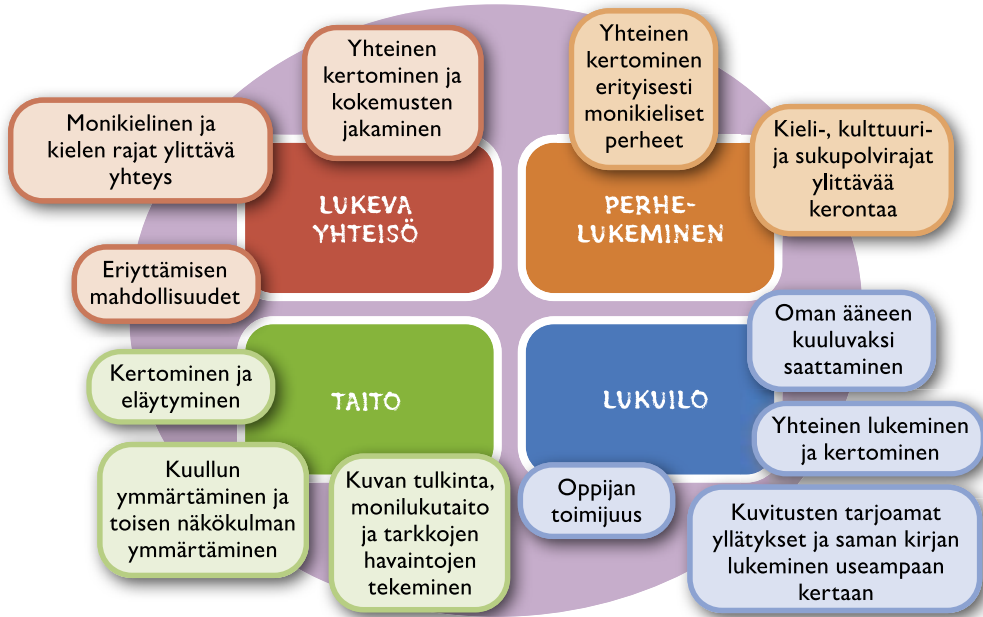 Yhteinen
kertominen ja
kokemusten
jakaminen
Monikielinen ja
kielen rajat ylittävä
yhteys
LUKEVA
YHTEISÖ
Eriyttämisen
mahdollisuudet
Yhteinen
kertominen
erityisesti
monikieliset
perheet
Kieli-, kulttuuri-
ja sukupolvirajat
ylittävää
kerontaa
PERHE-
LUKEMINEN
Kertominen ja
eläytyminen
TAITO
Kuullun
ymmärtäminen ja
toisen näkökulman
ymmärtäminen
Kuvan tulkinta,
monilukutaito
ja tarkkojen
havaintojen
tekeminen
Oman ääneen
kuuluvaksi
saattaminen
LUKUILO
Yhteinen lukeminen
ja kertominen
Oppijan
toimijuus
Kuvitusten tarjoamat
yllätykset ja saman kirjan
lukeminen useampaan
kertaan